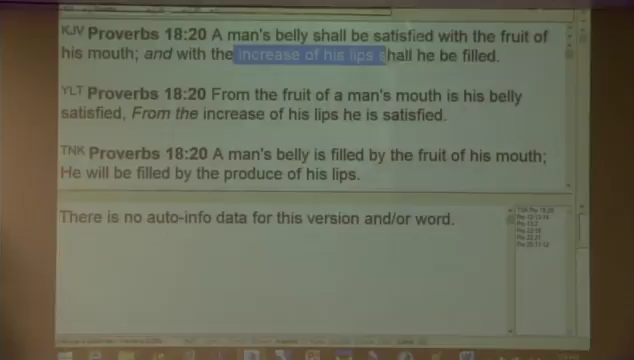 KJV Proverbs 18:20 A man's belly shall be satisfied with the fruit of
his mouth; and with the increase of his lips shall he be filled.
YLT Proverbs 18:20 From the fruit of a man's mouth is his belly
satisfied, From the increase of his lips he is satisfied.
TNK Proverbs 18:20 A man's belly is filled by the fruit of his mouth;
He will be filled by the produce of his lips.
There is no auto-info data for this version and/or word.